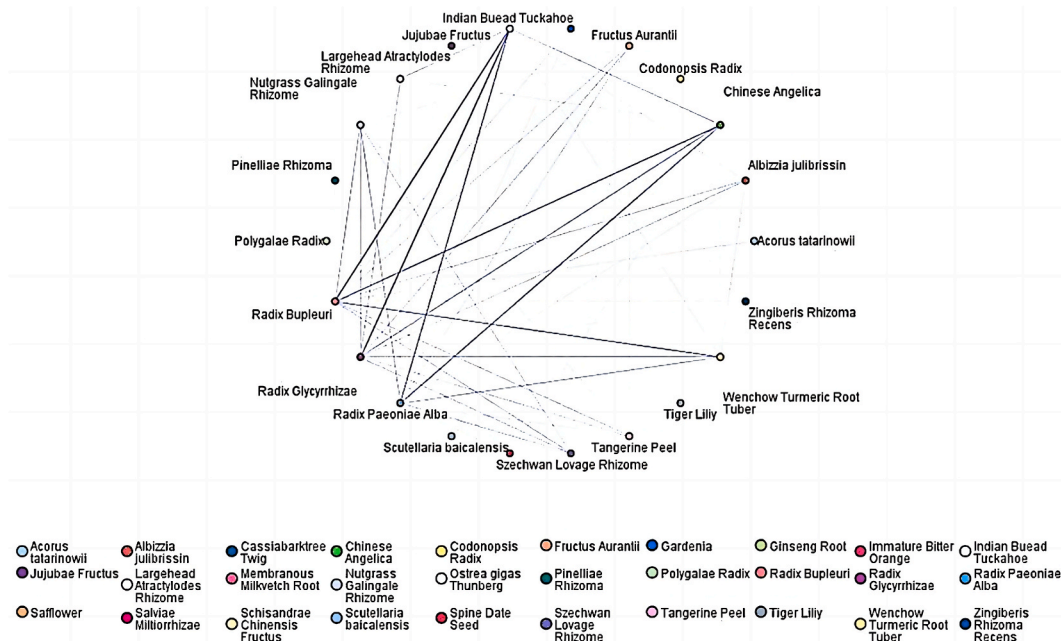 Indian Buead Tuckahoe
Jujubae Fructus
Fructus Aurantii
Largehead Atractylodes
Rhizome
Codonopsis Radix
Nutgrass Galingale
Rhizome
Chinese Angelica
Pinelliae Rhizoma
Albizzia julibrissin
Polygalae Radix
Acorus tatarinowii
Radix Bupleuri
Zingiberis Rhizoma
Recens
Radix Glycyrrhizae
Wenchow Turmeric Root
Tuber
Radix Paeoniae Alba
Tiger Liliy
Scutellaria baicalensis
Tangerine Peel
Szechwan Lovage Rhizome
Acorus
tatarinowii
Albizzia
julibrissin
Cassiabarktree
Twig
Chinese
Angelica
Codonopsis
Radix
Fructus Aurantii
Gardenia
Ginseng Root
Immature Bitter
Orange
Indian Buead
Tuckahoe
Jujubae Fructus
Largehead
Atractylodes
Rhizome
Membranous
Milkvetch Root
Nutgrass
Galingale
Rhizome
Ostrea gigas
Thunberg
Pinelliae
Rhizoma
Polygalae Radix
Radix Bupleuri
Radix
Glycyrrhizae
Radix Paeoniae
Alba
Safflower
Salviae
Miltiorrhizae
Schisandrae
Chinensis
Fructus
Scutellaria
baicalensis
Spine Date
Seed
Szechwan
Lovage
Rhizome
Tangerine Peel
Tiger Liliy
Wenchow
Turmeric Root
Tuber
Zingiberis
Rhizoma
Recens